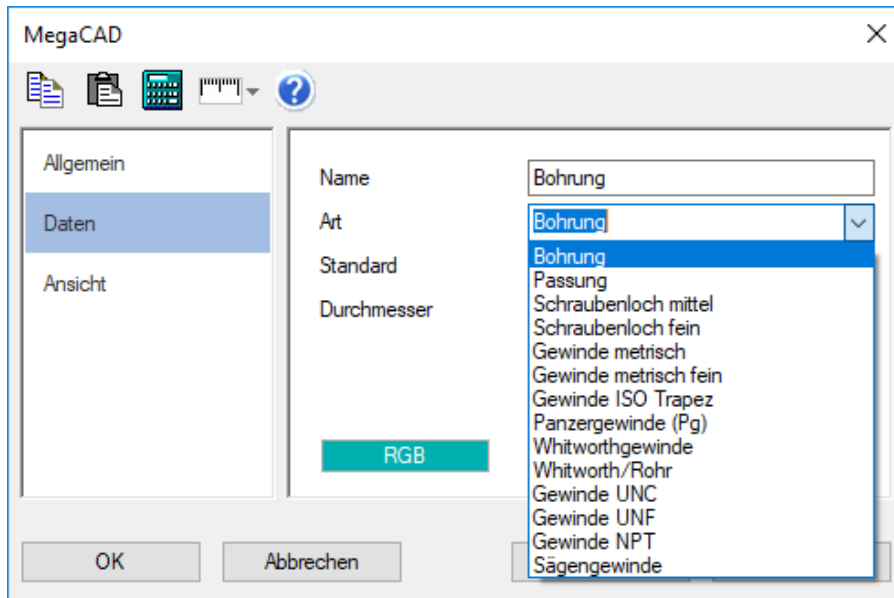 MegaCAD
Allgemein
Daten
Ansicht
Name
Bohrung
Art
Bohrung
Standard
Durchmesser
Bohrung
Passung
Schraubenloch mittel
Schraubenloch fein
Gewinde metrisch
Gewinde metrisch fein
Gewinde ISO Trapez
Panzergewinde (Pg)
Whitworthgewinde
Whitworth/Rohr
Gewinde UNC
Gewinde UNF
Gewinde NPT
Sägengewinde
RGB
OK
Abbrechen